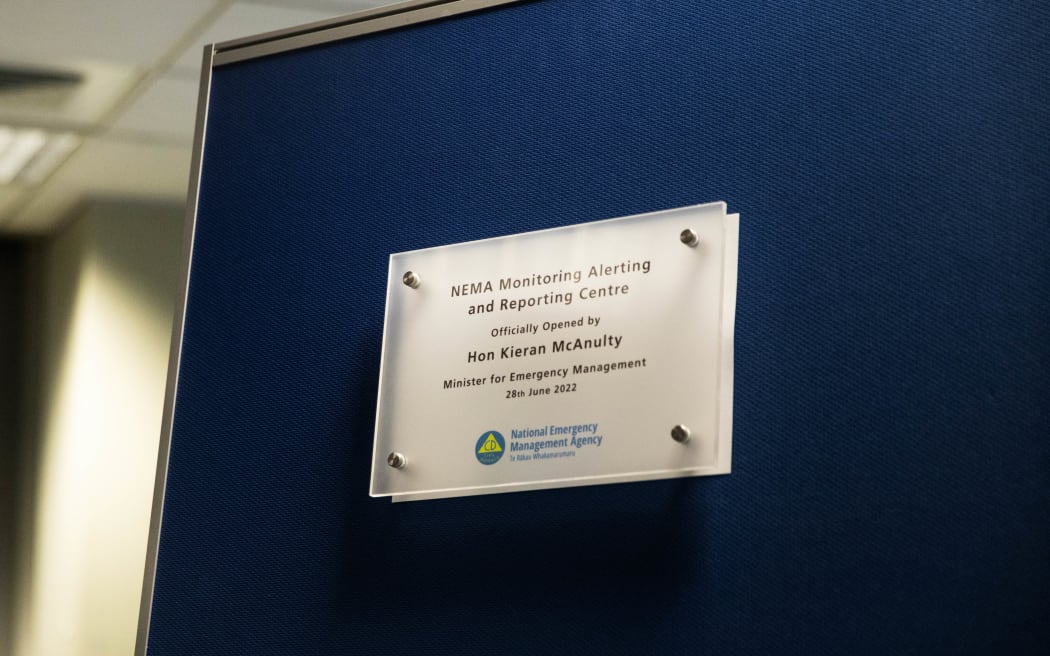 NEMA Monitoring Alerting
and Reporting Centre
Officially Opened by
Hon Kieran McAnulty
Minister for Emergency Management
28th June 2022
CD
National Emergency
Management Agency
Te Rākau Whakamarumaru